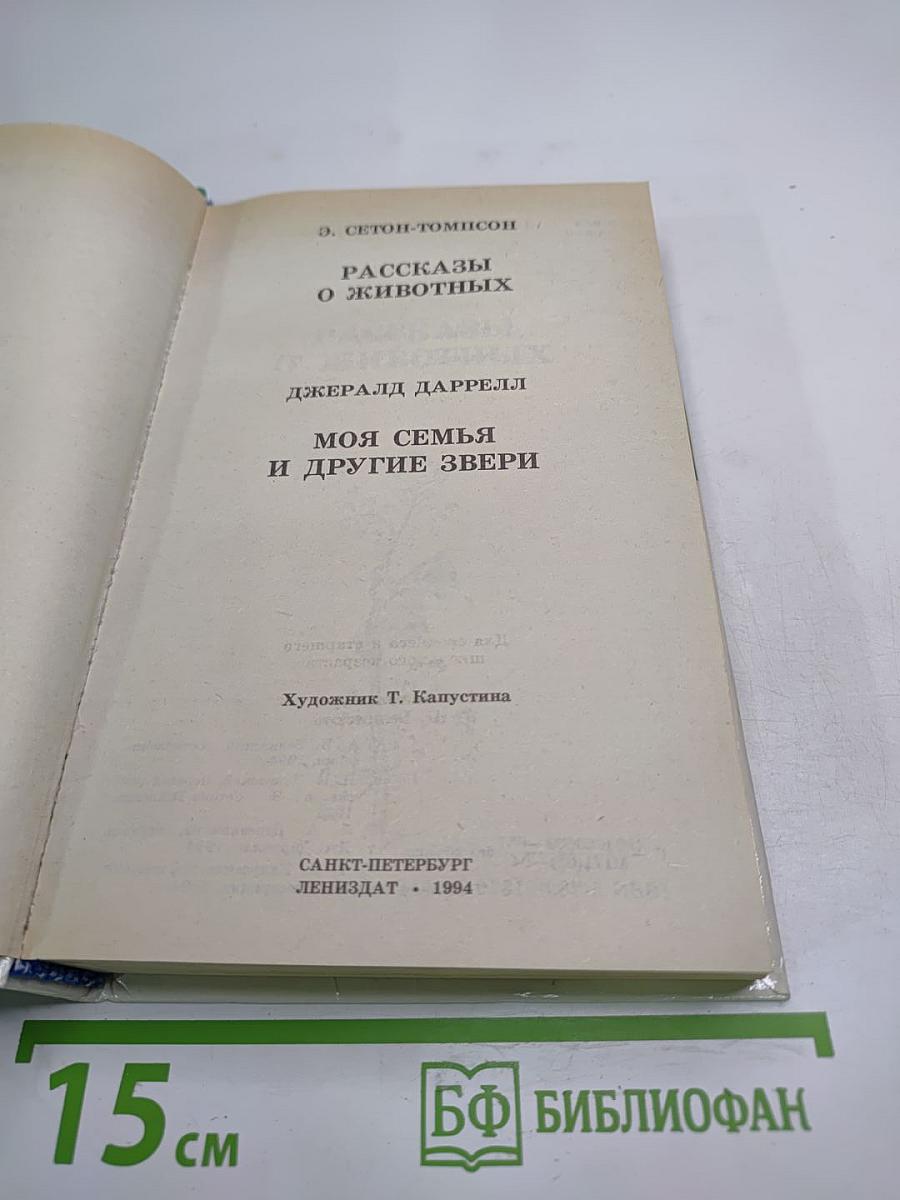 Э. СЕТОН-ТОМПСОН
РАССКАЗЫ
О ЖИВОТНЫХ
ДЖЕРАЛД ДАРРЕЛЛ
МОЯ СЕМЬЯ
И ДРУГИЕ ЗВЕРИ
Художник Т. Капустина
САНКТ-ПЕТЕРБУРГ
ЛЕНИЗДАТ • 1994
15 см
БФ БИБЛИОФАН